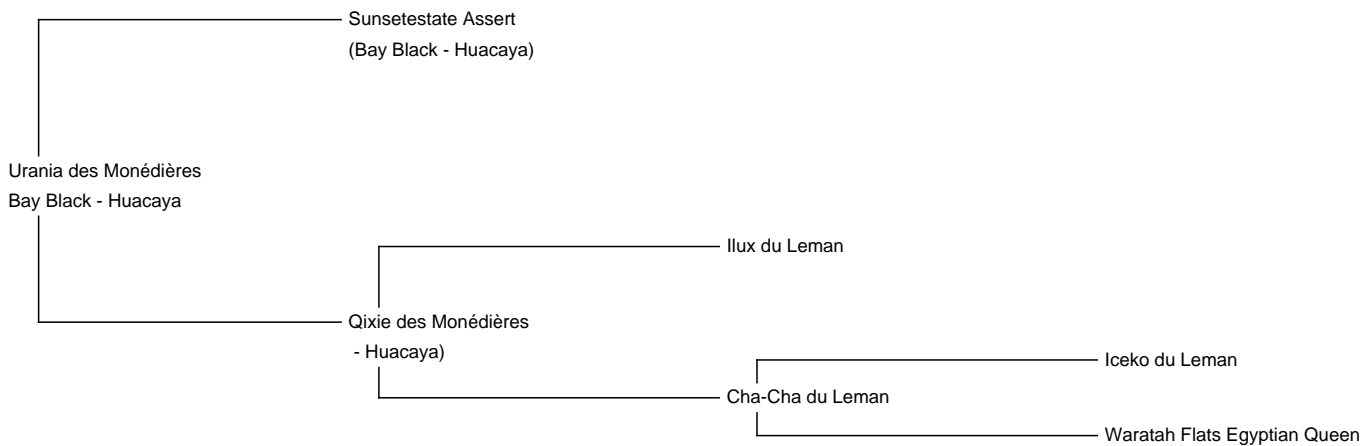 Sunsetestate Assert
(Bay Black - Huacaya)
Urania des Monédières
Bay Black - Huacaya
Ilux du Leman
Qixie des Monédières
- Huacaya)
Iceko du Leman
Cha-Cha du Leman
Waratah Flats Egyptian Queen